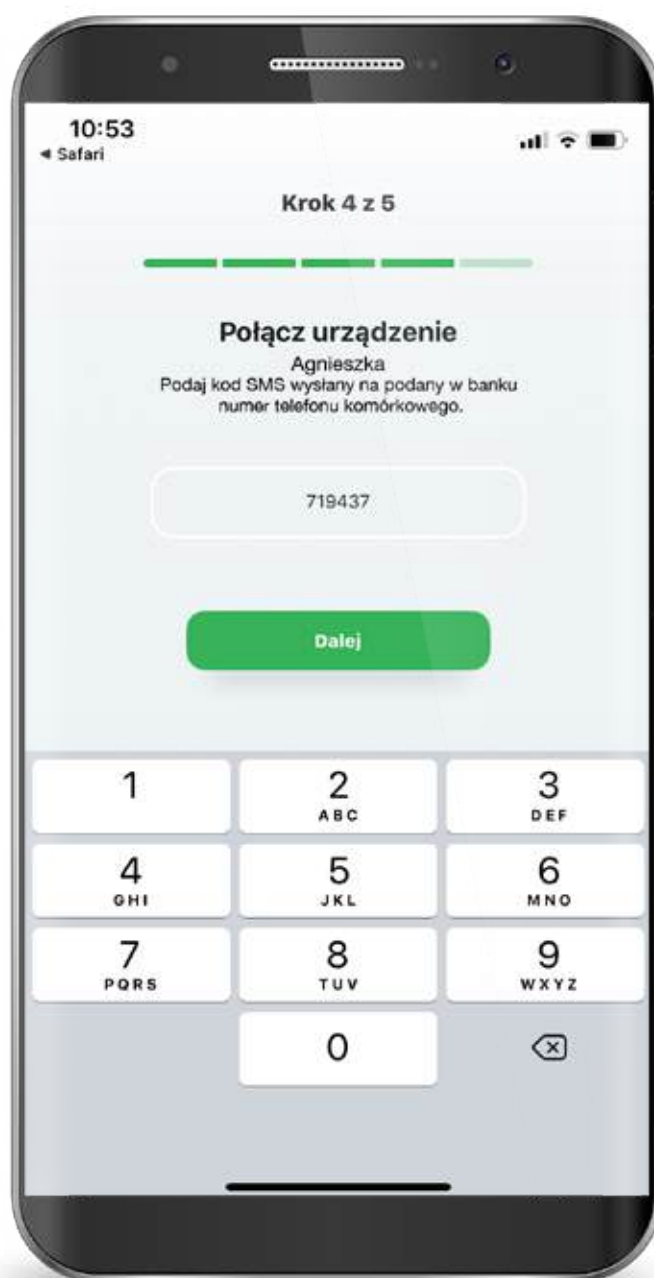 10:53
◀ Safari
Krok 4 z 5
Połącz urządzenie
Agnieszka
Podaj kod SMS wysłany na podany w banku
numer telefonu komórkowego.
719437
Dalej
1 2 3
ABC DEF
4 5 6
GHI JKL MNO
7 8 9
PQRS TUV WXYZ
0